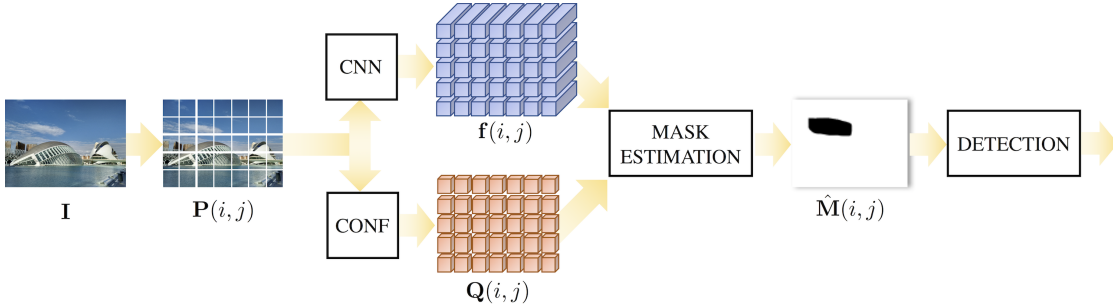 I
P(i, j)
CNN
CONF
f(i, j)
Q(i, j)
MASK
ESTIMATION
M̂(i, j)
DETECTION